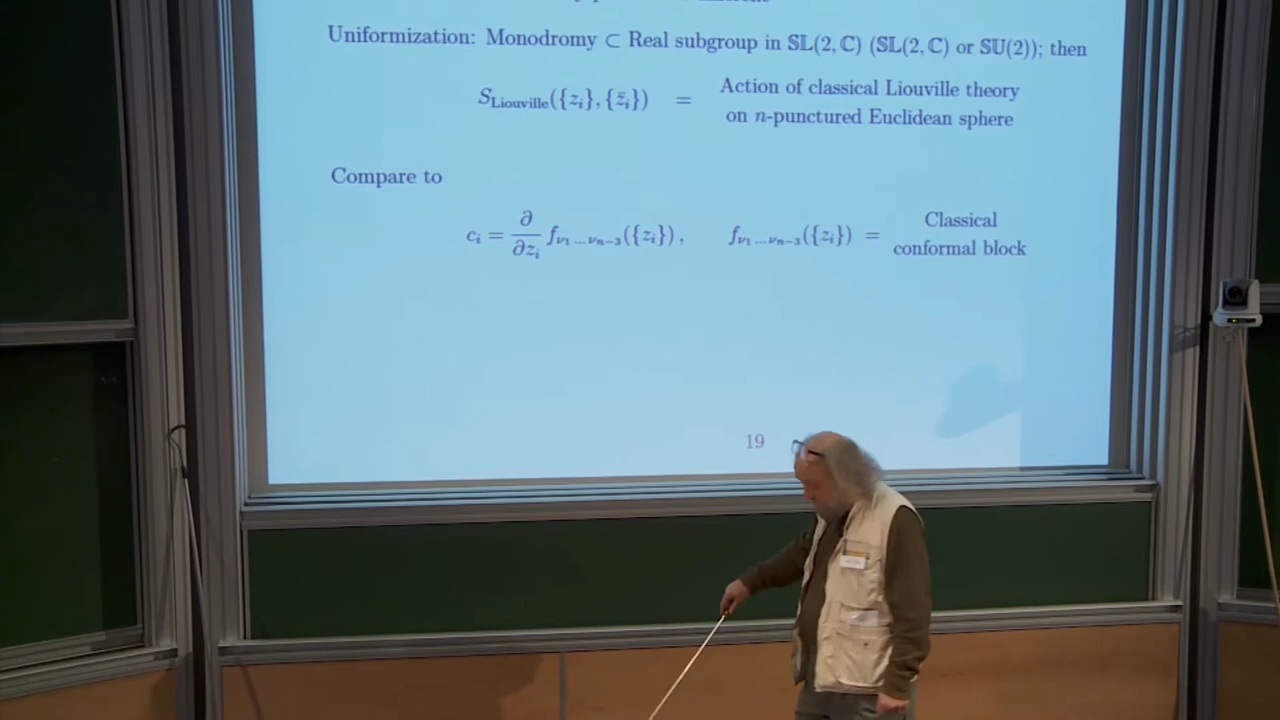 Uniformization: Monodromy ⊂ Real subgroup in SL(2, ℂ) (SL(2, ℂ) or SU(2)); then
S_Liouville({z_i}, {z̄_i}) = Action of classical Liouville theory
on n-punctured Euclidean sphere
Compare to
c_i = ∂/∂z_i f_{ν_1…ν_{n−3}}({z_i}), f_{ν_1…ν_{n−3}}({z_i}) = Classical
conformal block
19